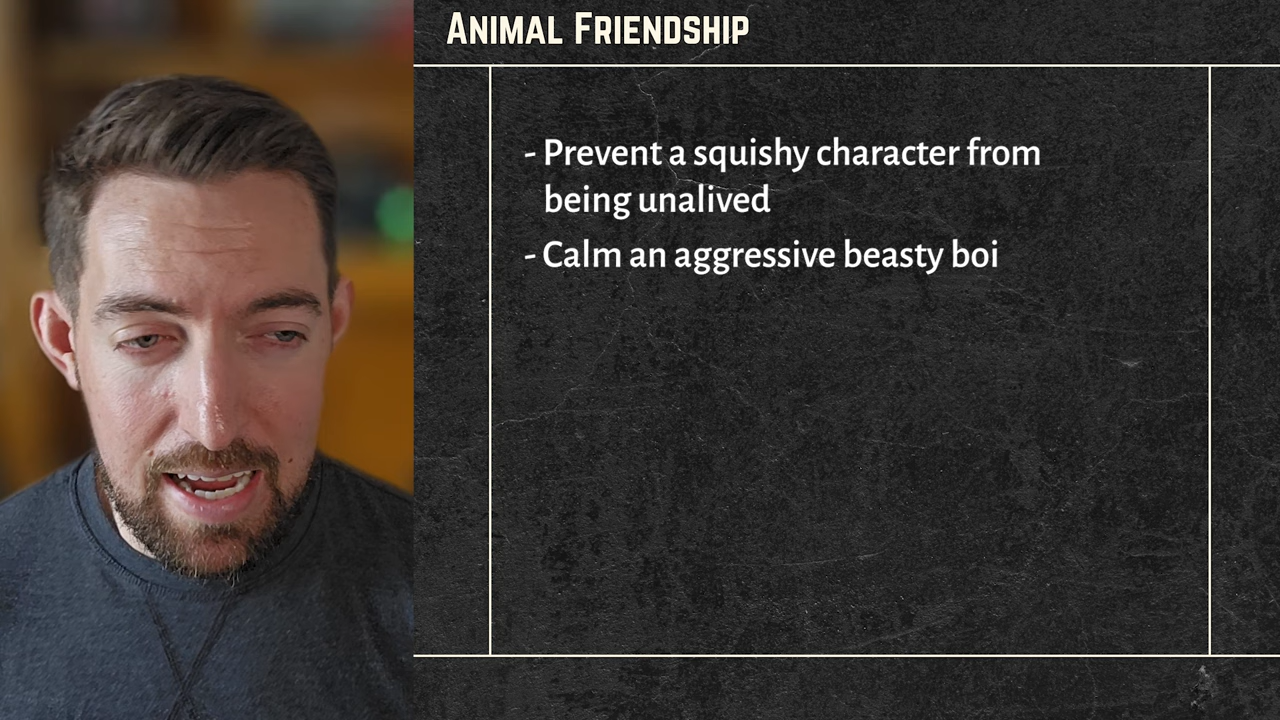 Animal Friendship
- Prevent a squishy character from
being unalived
- Calm an aggressive beasty boi